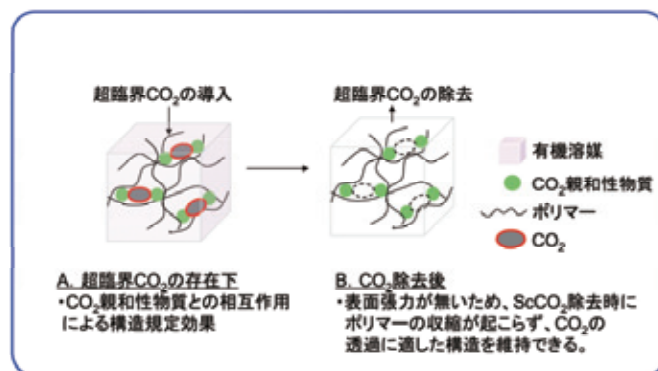 超臨界CO₂の導入
超臨界CO₂の除去
有機溶媒
CO₂親和性物質
ポリマー
CO₂
A. 超臨界CO₂の存在下
・CO₂親和性物質との相互作用
による構造規定効果
B. CO₂除去後
・表面張力が無いため、ScCO₂除去時に
ポリマーの収縮が起こらず、CO₂の
透過に適した構造を維持できる。